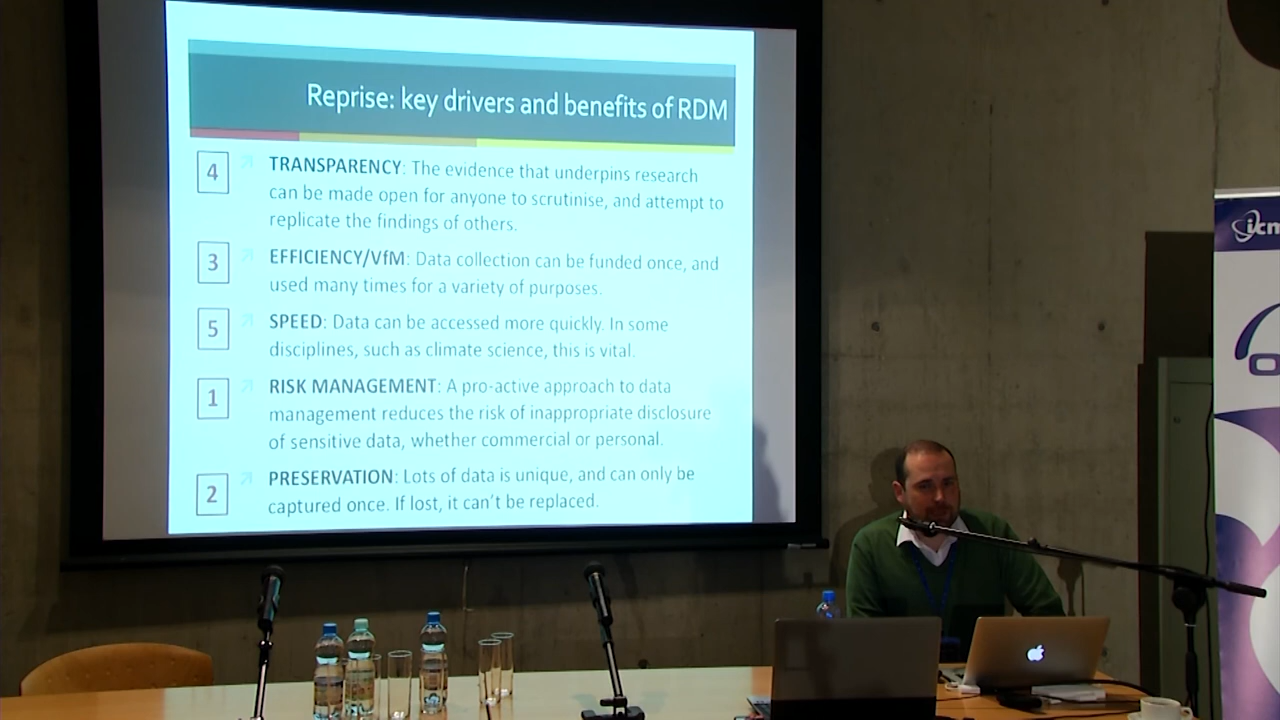 Reprise: key drivers and benefits of RDM
4 TRANSPARENCY: The evidence that underpins research
can be made open for anyone to scrutinise, and attempt to
replicate the findings of others.
3 EFFICIENCY/VfM: Data collection can be funded once, and
used many times for a variety of purposes.
5 SPEED: Data can be accessed more quickly. In some
disciplines, such as climate science, this is vital.
1 RISK MANAGEMENT: A pro-active approach to data
management reduces the risk of inappropriate disclosure
of sensitive data, whether commercial or personal.
2 PRESERVATION: Lots of data is unique, and can only be
captured once. If lost, it can't be replaced.